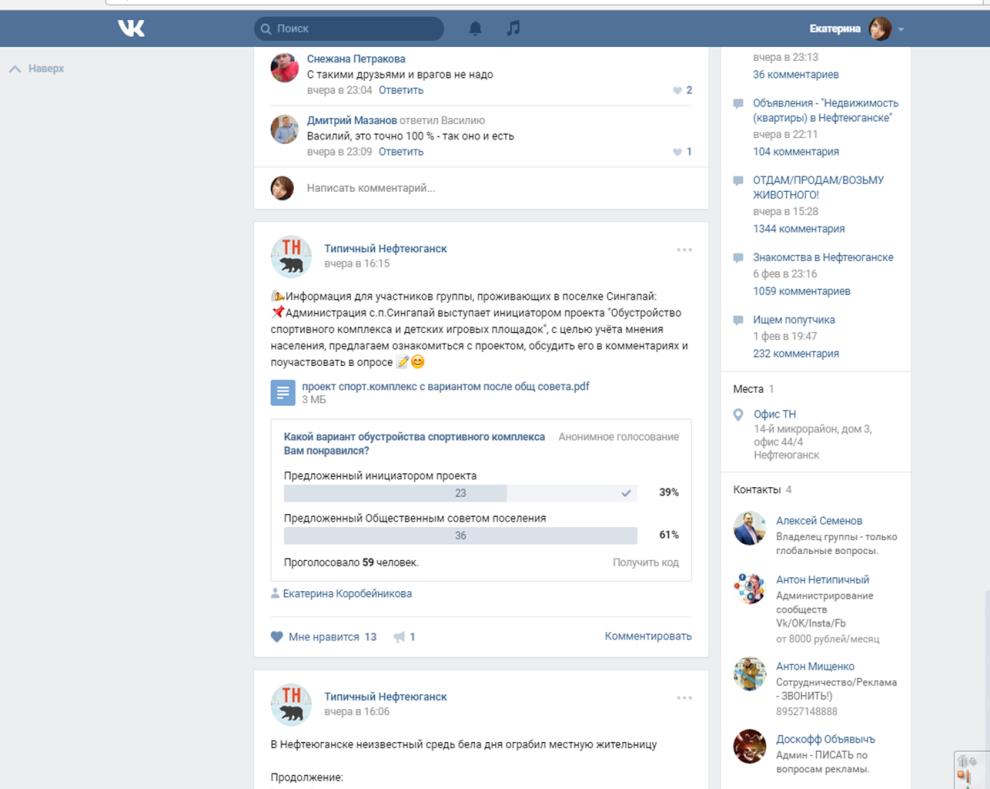 Поиск
Екатерина
Наверх
Снежана Петракова
С такими друзьями и врагов не надо
вчера в 23:04 Ответить
2
Дмитрий Мазанов ответил Василию
Василий, это точно 100 % - так оно и есть
вчера в 23:09 Ответить
1
Написать комментарий...
ТН
Типичный Нефтеюганск
вчера в 16:15
Информация для участников группы, проживающих в поселке Сингапай:
Администрация с.п.Сингапай выступает инициатором проекта "Обустройство
спортивного комплекса и детских игровых площадок", с целью учёта мнения
населения, предлагаем ознакомиться с проектом, обсудить его в комментариях и
поучаствовать в опросе
проект спорт.комплекс с вариантом после общ совета.pdf
3 МБ
Какой вариант обустройства спортивного комплекса
Вам понравился?
Анонимное голосование
Предложенный инициатором проекта
23
39%
Предложенный Общественным советом поселения
36
61%
Проголосовало 59 человек.
Получить код
Екатерина Коробейникова
Мне нравится 13
1
Комментировать
ТН
Типичный Нефтеюганск
вчера в 16:06
В Нефтеюганске неизвестный средь бела дня ограбил местную жительницу
Продолжение:
вчера в 23:13
36 комментариев
Объявления - "Недвижимость
(квартиры) в Нефтеюганске"
вчера в 22:11
104 комментария
ОТДАМ/ПРОДАМ/ВОЗЬМУ
ЖИВОТНОГО!
вчера в 15:28
1344 комментария
Знакомства в Нефтеюганске
6 фев в 23:16
1059 комментариев
Ищем попутчика
1 фев в 19:47
232 комментария
Места 1
Офис ТН
14-й микрорайон, дом 3,
офис 44/4
Нефтеюганск
Контакты 4
Алексей Семенов
Владелец группы - только
глобальные вопросы.
Антон Нетипичный
Администрирование
сообществ
Vk/OK/Insta/Fb
от 8000 рублей/месяц
Антон Мищенко
Сотрудничество/Реклама
- ЗВОНИТЬ!)
89527148888
Доскофф Объявычъ
Админ - ПИСАТЬ по
вопросам рекламы.